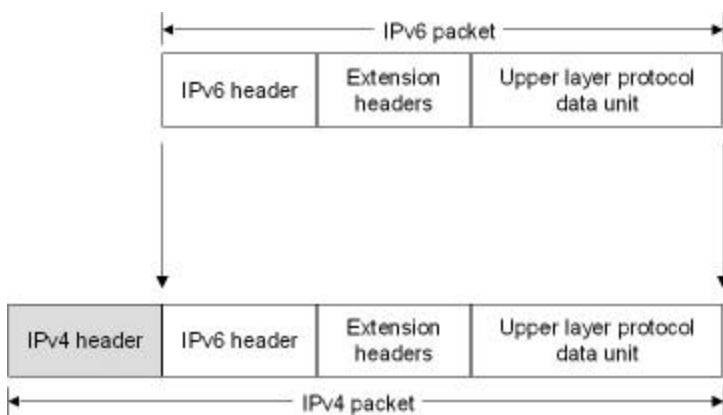 IPv6 packet
IPv6 header
Extension
headers
Upper layer protocol
data unit
IPv4 header
IPv6 header
Extension
headers
Upper layer protocol
data unit
IPv4 packet